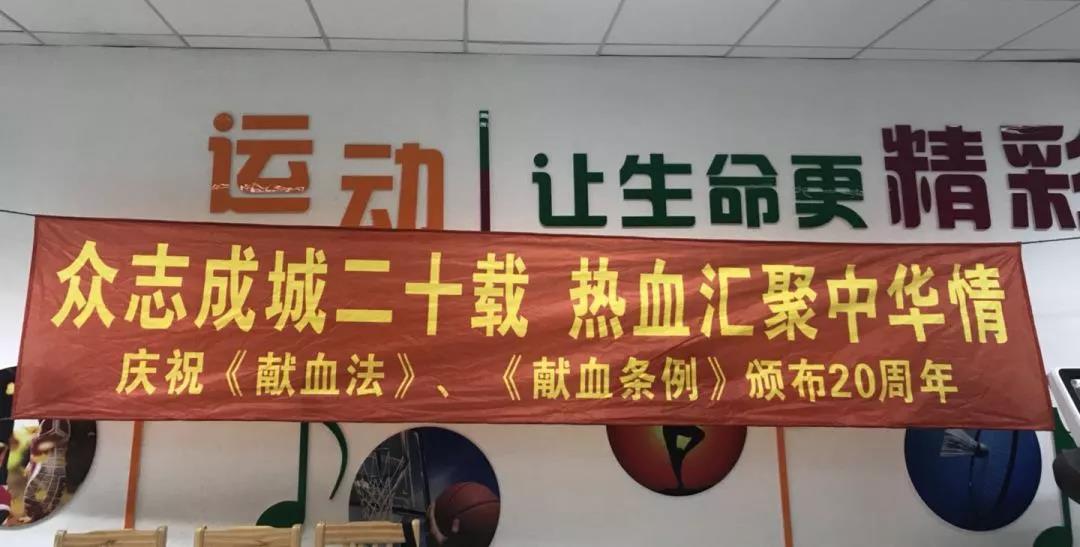 运动 让生命更精彩
众志成城二十载 热血汇聚中华情
庆祝《献血法》、《献血条例》颁布20周年